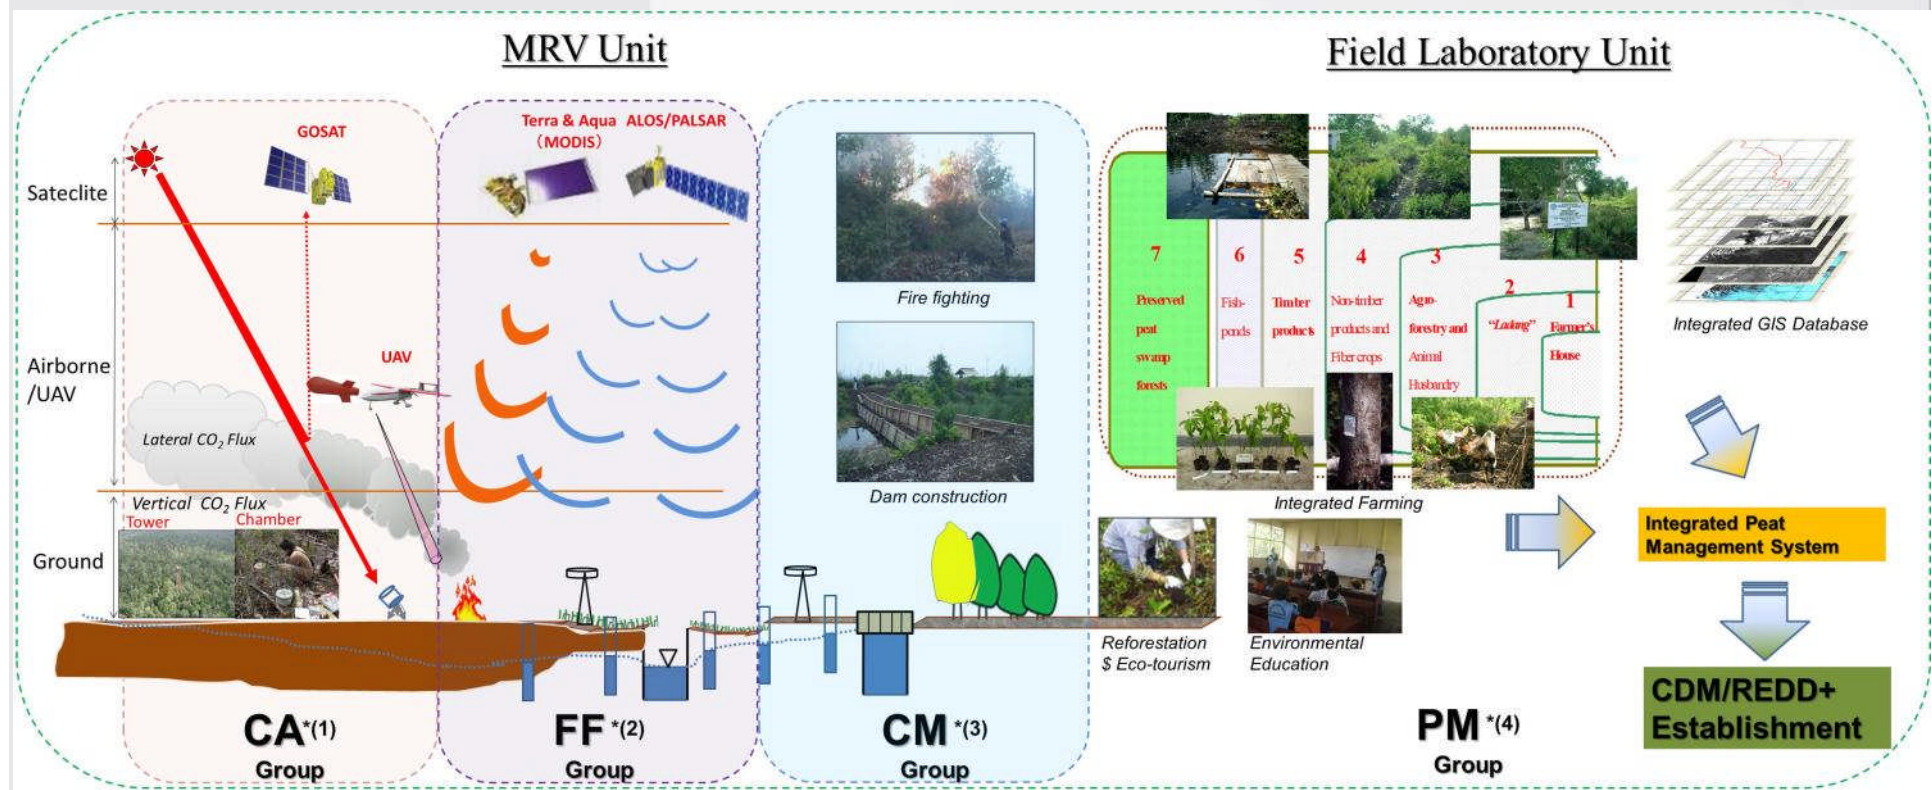 MRV Unit
Field Laboratory Unit
GOSAT
Terra & Aqua
(MODIS)
ALOS/PALSAR
Sateclite
Airborne
/UAV
Ground
UAV
Lateral CO2 Flux
Vertical CO2 Flux
Tower
Chamber
Fire fighting
Dam construction
7
Preserved
peat
swamp
forests
6
Fish-
ponds
5
Timber
products
4
Non-timber
products and
Fiber crops
3
Agro-
forestry and
Animal
Husbandry
2
“Ladang”
1
Farmer's
House
Integrated GIS Database
Integrated Farming
Reforestation
$ Eco-tourism
Environmental
Education
Integrated Peat
Management System
CDM/REDD+
Establishment
CA*(1)
Group
FF *(2)
Group
CM *(3)
Group
PM *(4)
Group